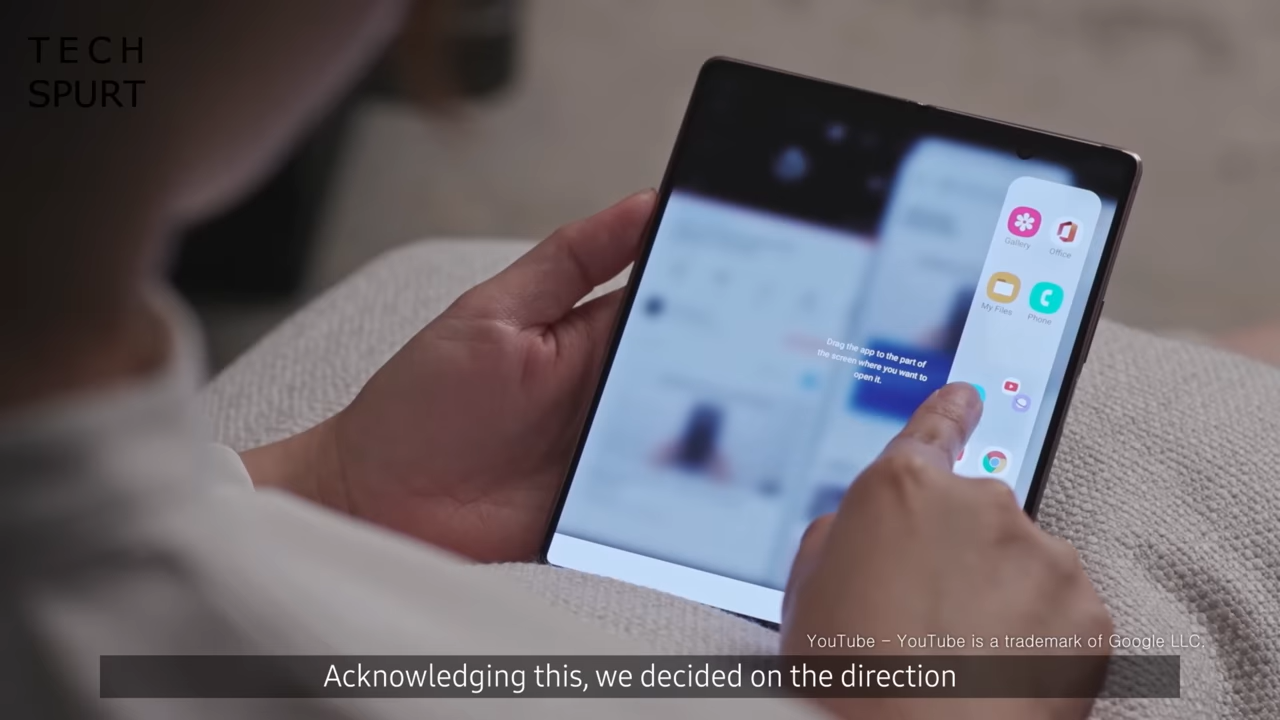 TECH
SPURT
Gallery
Office
My Files
Phone
Drag the app to the part of
the screen where you want to
open it.
YouTube – YouTube is a trademark of Google LLC.
Acknowledging this, we decided on the direction